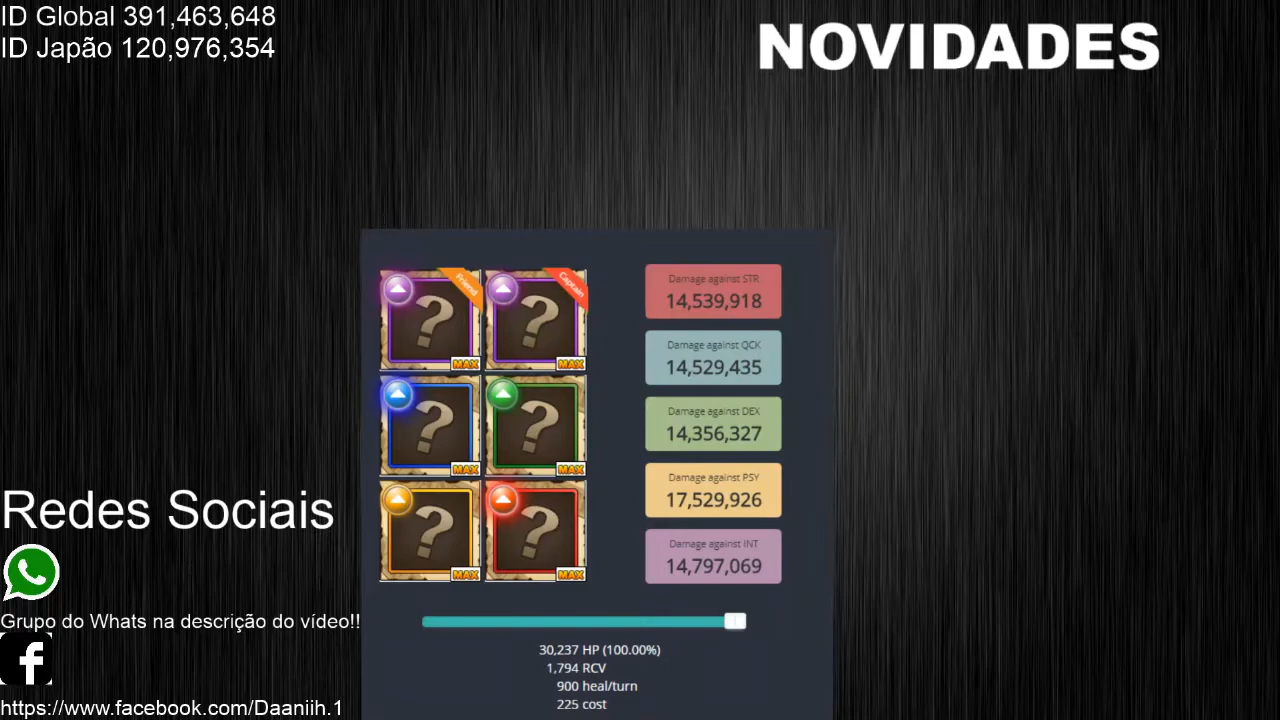 ID Global 391,463,648
ID Japão 120,976,354
NOVIDADES
Friend
Captain
MAX
MAX
MAX
MAX
MAX
MAX
Damage against STR
14,539,918
Damage against QCK
14,529,435
Damage against DEX
14,356,327
Damage against PSY
17,529,926
Damage against INT
14,797,069
30,237 HP (100.00%)
1,794 RCV
900 heal/turn
225 cost
Redes Sociais
Grupo do Whats na descrição do vídeo!!
f
https://www.facebook.com/Daaniih.1